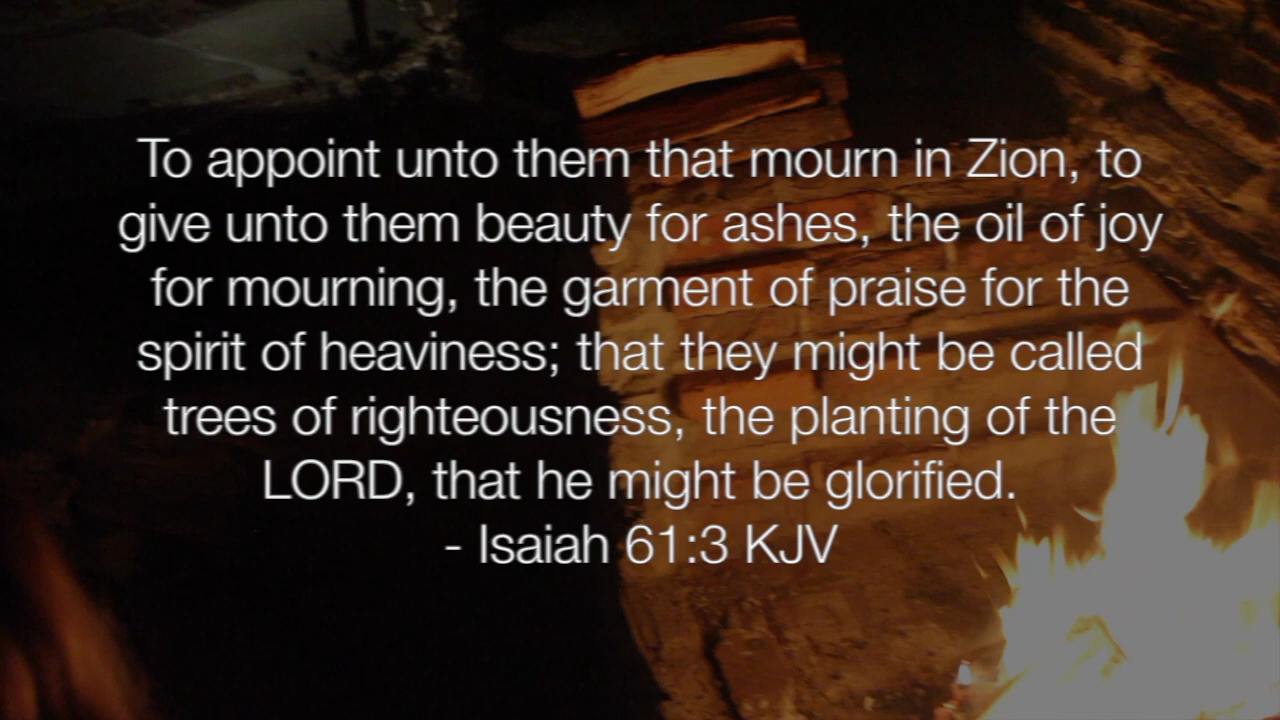 To appoint unto them that mourn in Zion, to
give unto them beauty for ashes, the oil of joy
for mourning, the garment of praise for the
spirit of heaviness; that they might be called
trees of righteousness, the planting of the
LORD, that he might be glorified.
- Isaiah 61:3 KJV